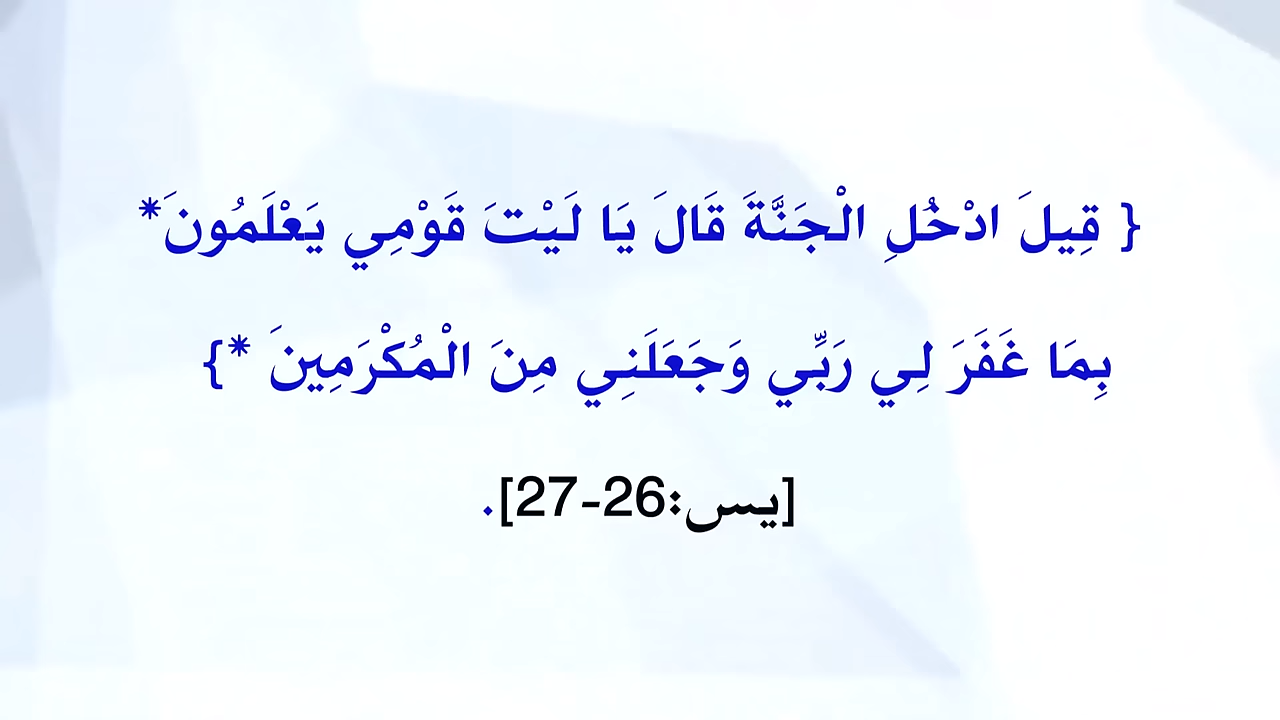 { قِيلَ ادْخُلِ الْجَنَّةَ قَالَ يَا لَيْتَ قَوْمِي يَعْلَمُونَ*
بِمَا غَفَرَ لِي رَبِّي وَجَعَلَنِي مِنَ الْمُكْرَمِينَ *}
[يس:26-27].